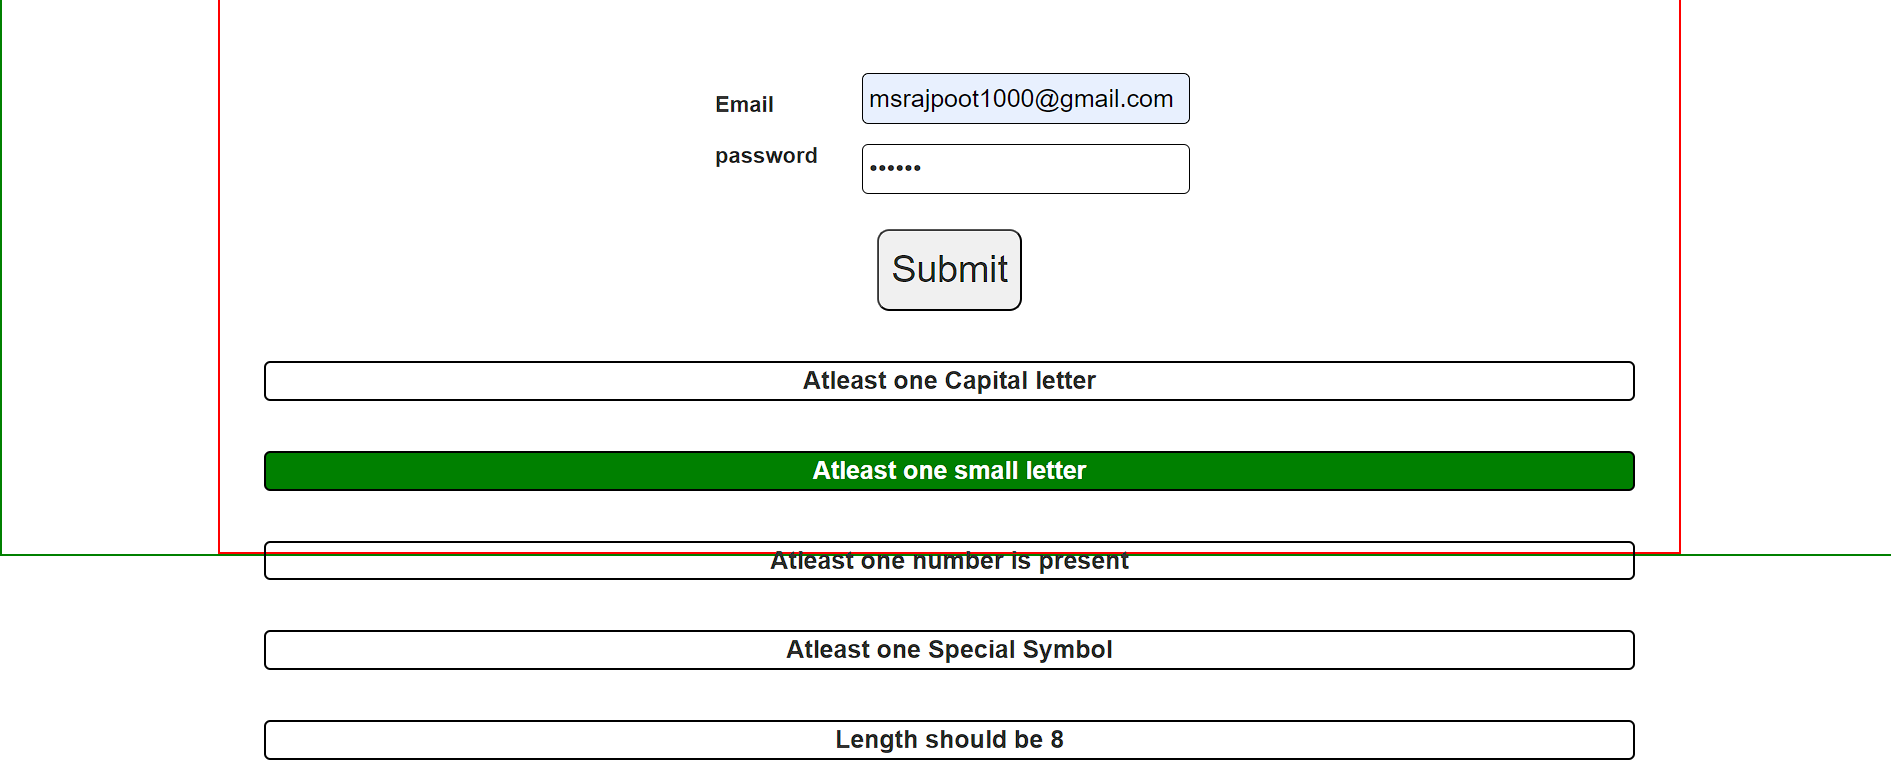 Email
msrajpoot1000@gmail.com
password
••••••
Submit
Atleast one Capital letter
Atleast one small letter
Atleast one number is present
Atleast one Special Symbol
Length should be 8